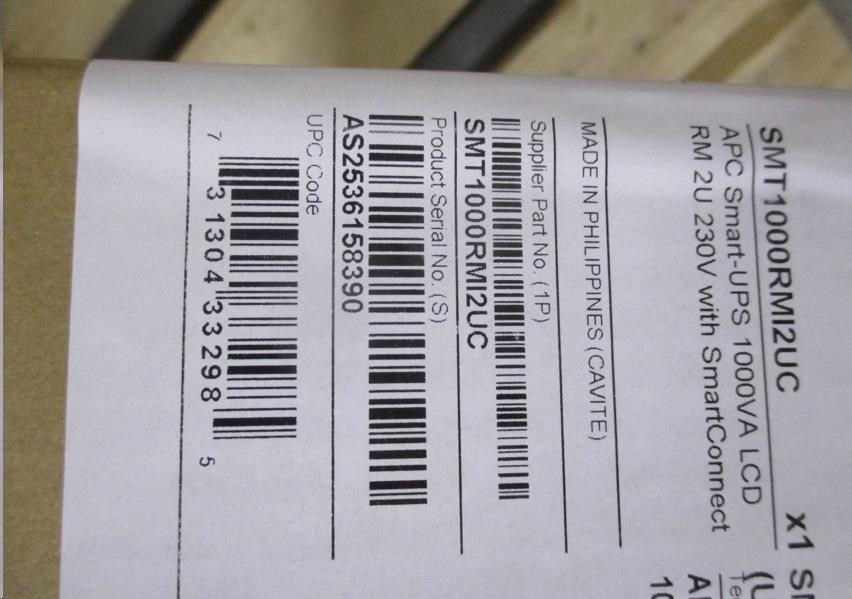 SMT1000RMI2UC
APC Smart-UPS 1000VA LCD
RM 2U 230V with SmartConnect
MADE IN PHILIPPINES (CAVITE)
Supplier Part No. (1P)
SMT1000RMI2UC
Product Serial No. (S)
AS2536158390
UPC Code
7 31304 33298 5
x1